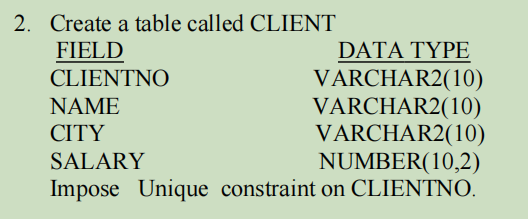 2. Create a table called CLIENT
FIELD DATA TYPE
CLIENTNO VARCHAR2(10)
NAME VARCHAR2(10)
CITY VARCHAR2(10)
SALARY NUMBER(10,2)
Impose Unique constraint on CLIENTNO.